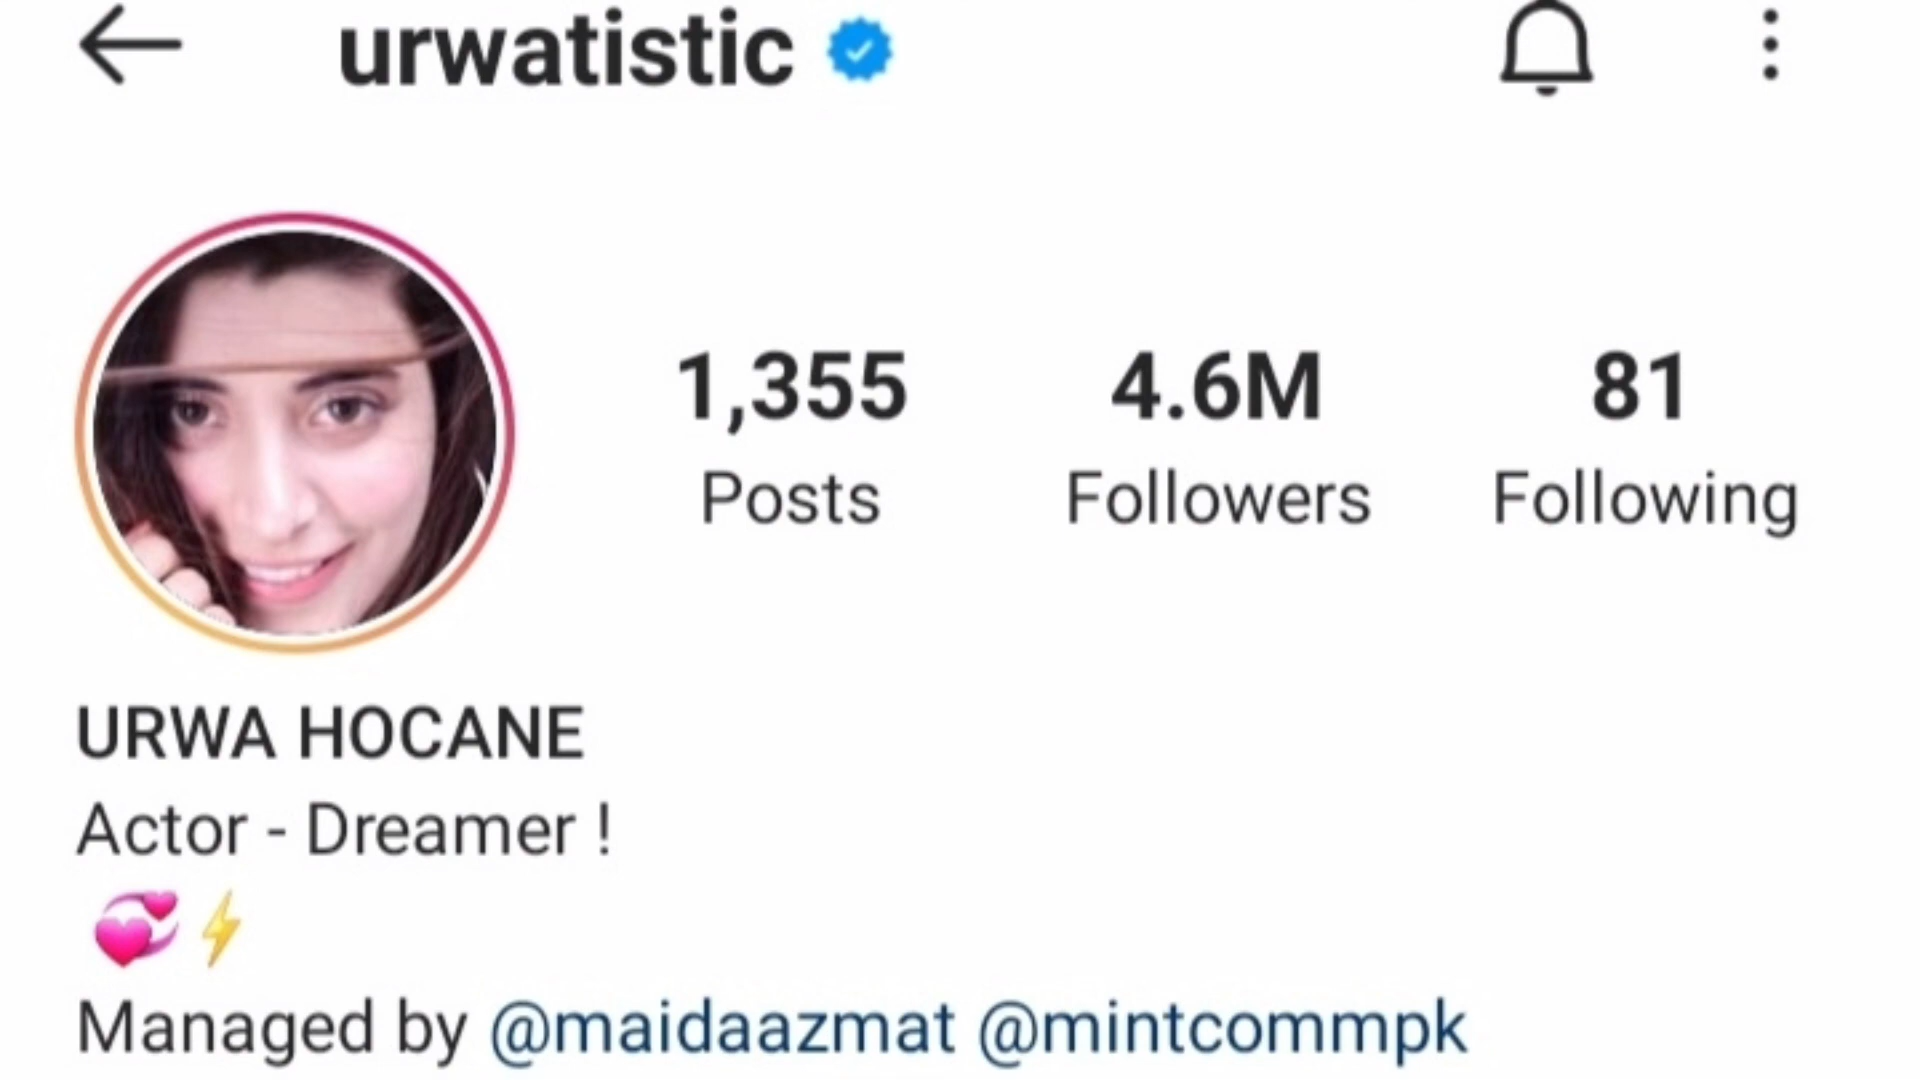 urwatistic
1,355 4.6M 81
Posts Followers Following
URWA HOCANE
Actor - Dreamer !
💞⚡
Managed by @maidaazmat @mintcommpk